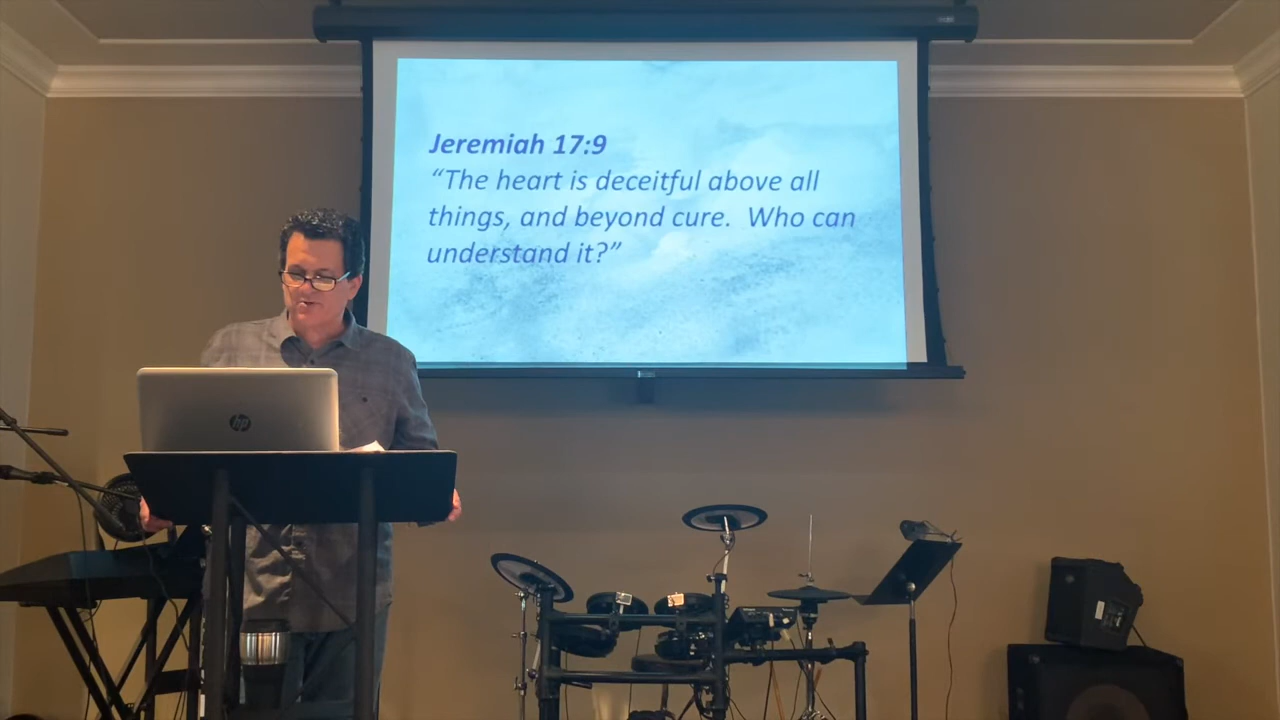 Jeremiah 17:9
“The heart is deceitful above all
things, and beyond cure.  Who can
understand it?”
hp